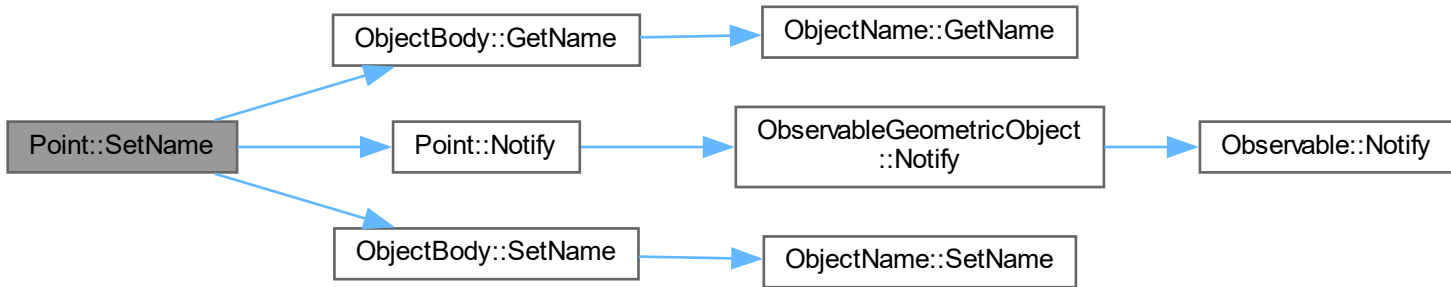 ObjectBody::GetName
ObjectName::GetName
Point::SetName
Point::Notify
ObservableGeometricObject
::Notify
Observable::Notify
ObjectBody::SetName
ObjectName::SetName